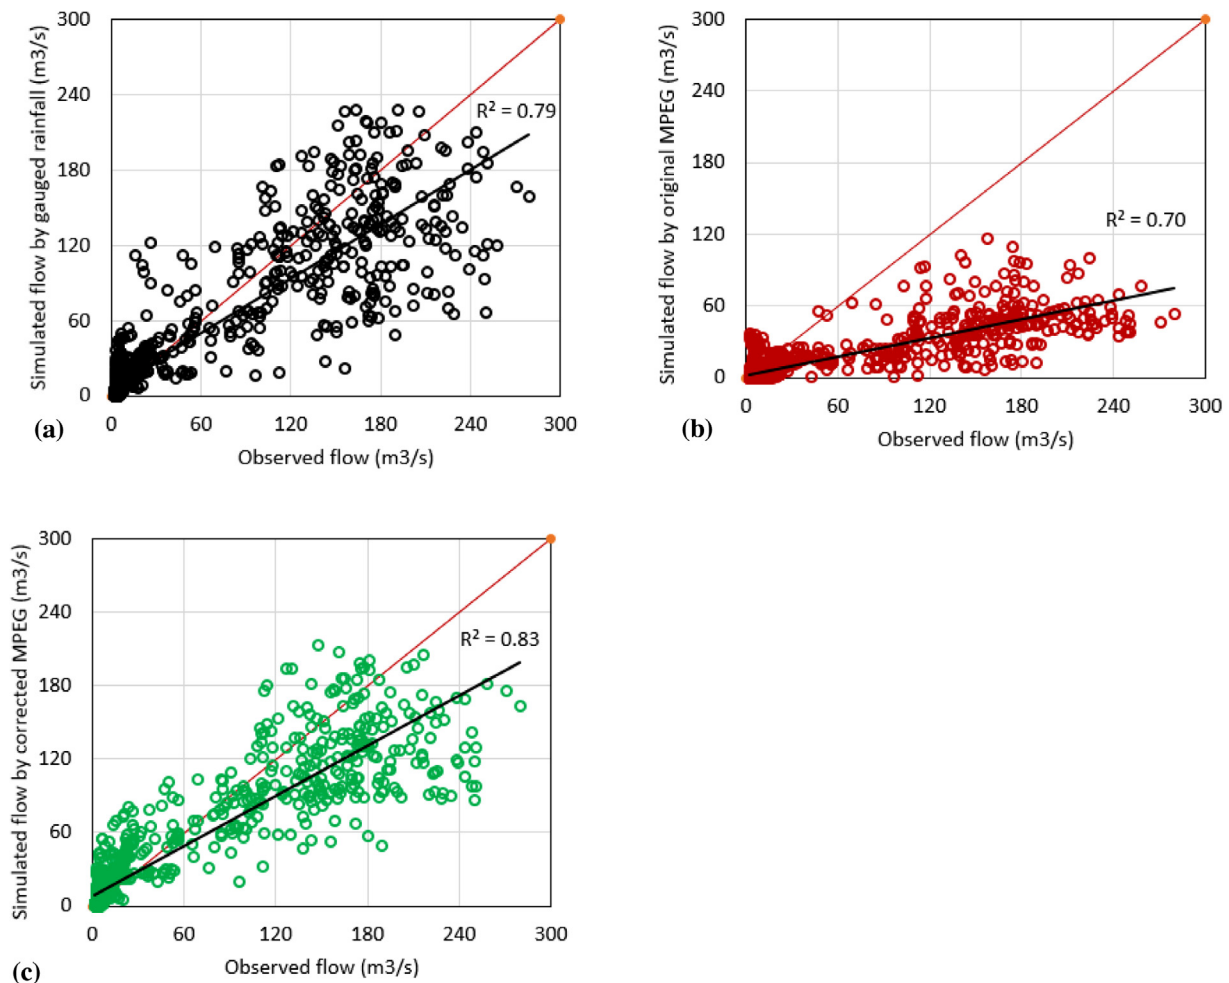 300
240
180
120
60
0
Simulated flow by gauged rainfall (m3/s)
R² = 0.79
0 60 120 180 240 300
Observed flow (m3/s)
(a)
300
240
180
120
60
0
Simulated flow by original MPEG (m3/s)
R² = 0.70
0 60 120 180 240 300
Observed flow (m3/s)
(b)
300
240
180
120
60
0
Simulated flow by corrected MPEG (m3/s)
R² = 0.83
0 60 120 180 240 300
Observed flow (m3/s)
(c)